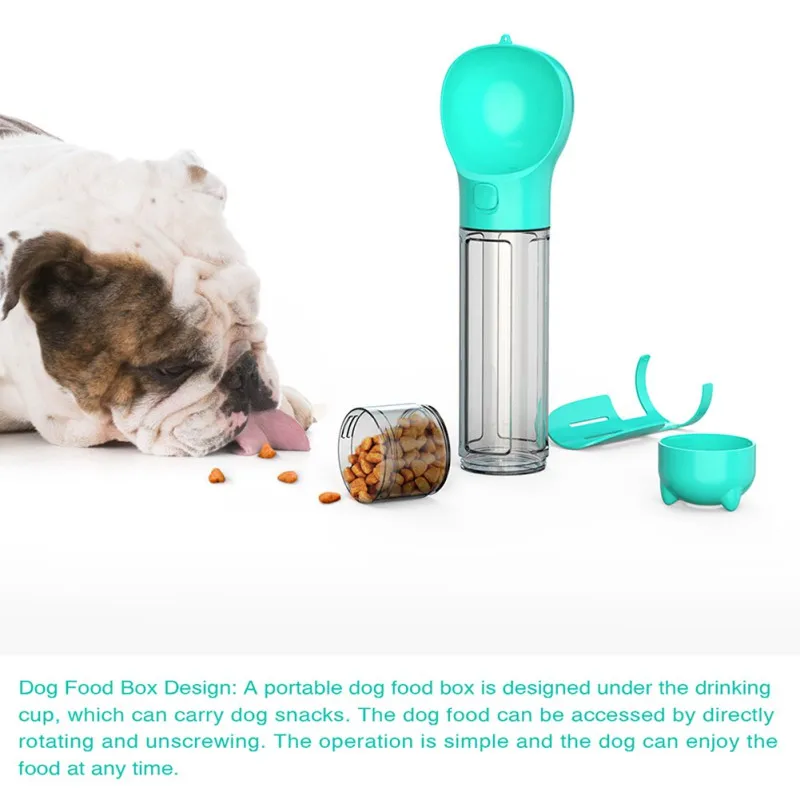 Dog Food Box Design: A portable dog food box is designed under the drinking
cup, which can carry dog snacks. The dog food can be accessed by directly
rotating and unscrewing. The operation is simple and the dog can enjoy the
food at any time.